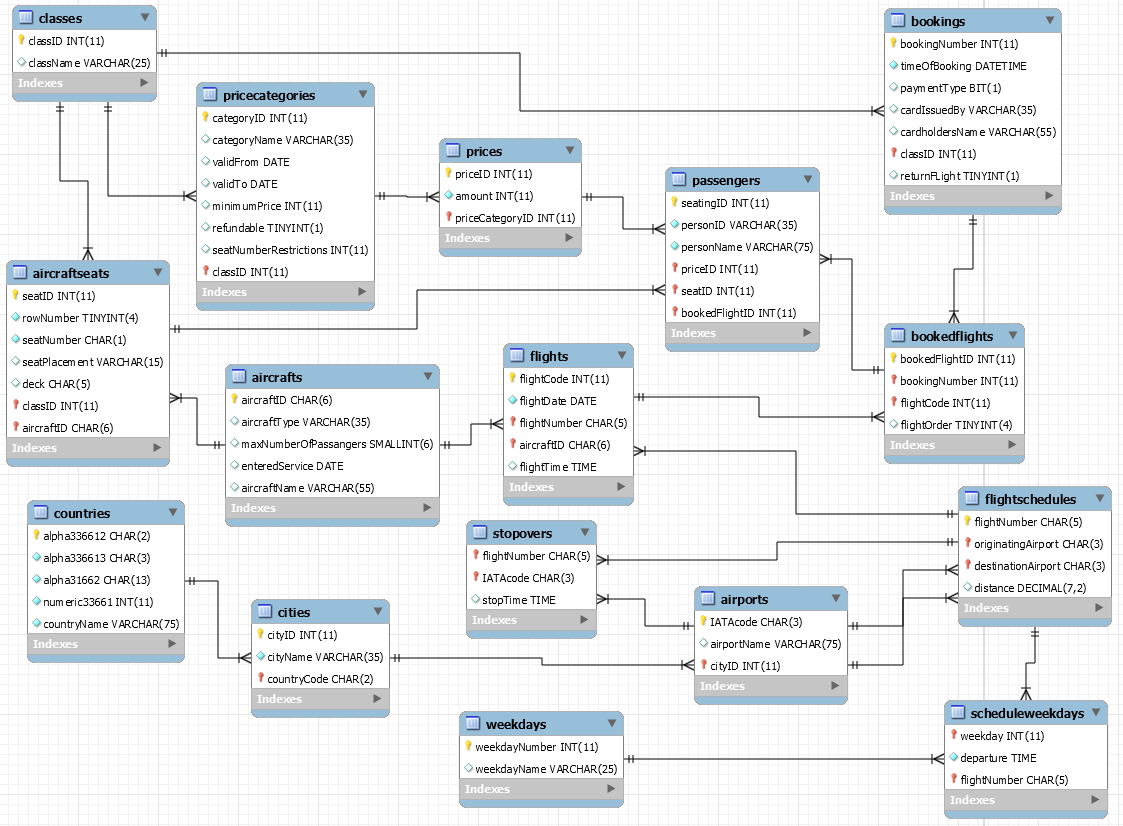 classes
classID INT(11)
className VARCHAR(25)
Indexes
bookings
bookingNumber INT(11)
timeOfBooking DATETIME
paymentType BIT(1)
cardIssuedBy VARCHAR(35)
cardholdersName VARCHAR(55)
classID INT(11)
returnFlight TINYINT(1)
Indexes
pricecategories
categoryID INT(11)
categoryName VARCHAR(35)
validFrom DATE
validTo DATE
minimumPrice INT(11)
refundable TINYINT(1)
seatNumberRestrictions INT(11)
classID INT(11)
Indexes
prices
priceID INT(11)
amount INT(11)
priceCategoryID INT(11)
Indexes
passengers
seatingID INT(11)
personID VARCHAR(35)
personName VARCHAR(75)
priceID INT(11)
seatID INT(11)
bookedFlightID INT(11)
Indexes
aircraftseats
seatID INT(11)
rowNumber TINYINT(4)
seatNumber CHAR(1)
seatPlacement VARCHAR(15)
deck CHAR(5)
classID INT(11)
aircraftID CHAR(6)
Indexes
aircrafts
aircraftID CHAR(6)
aircraftType VARCHAR(35)
maxNumberOfPassangers SMALLINT(6)
enteredService DATE
aircraftName VARCHAR(55)
Indexes
flights
flightCode INT(11)
flightDate DATE
flightNumber CHAR(5)
aircraftID CHAR(6)
flightTime TIME
Indexes
bookedflights
bookedFlightID INT(11)
bookingNumber INT(11)
flightCode INT(11)
flightOrder TINYINT(4)
Indexes
countries
alpha336612 CHAR(2)
alpha336613 CHAR(3)
alpha31662 CHAR(13)
numeric33661 INT(11)
countryName VARCHAR(75)
Indexes
cities
cityID INT(11)
cityName VARCHAR(35)
countryCode CHAR(2)
Indexes
stopovers
flightNumber CHAR(5)
IATAcode CHAR(3)
stopTime TIME
Indexes
airports
IATAcode CHAR(3)
airportName VARCHAR(75)
cityID INT(11)
Indexes
flightschedules
flightNumber CHAR(5)
originatingAirport CHAR(3)
destinationAirport CHAR(3)
distance DECIMAL(7,2)
Indexes
weekdays
weekdayNumber INT(11)
weekdayName VARCHAR(25)
Indexes
scheduleweekdays
weekday INT(11)
departure TIME
flightNumber CHAR(5)
Indexes